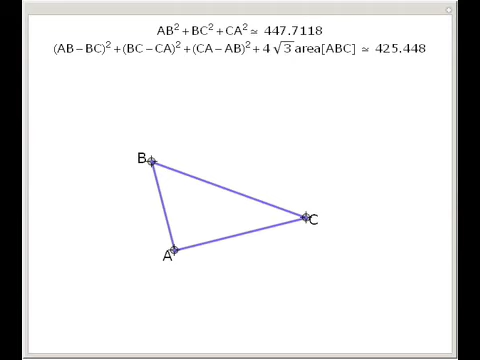 AB² + BC² + CA² ≃ 447.7118
(AB – BC)² + (BC – CA)² + (CA – AB)² + 4 √3 area[ABC] ≃ 425.448
B
C
A